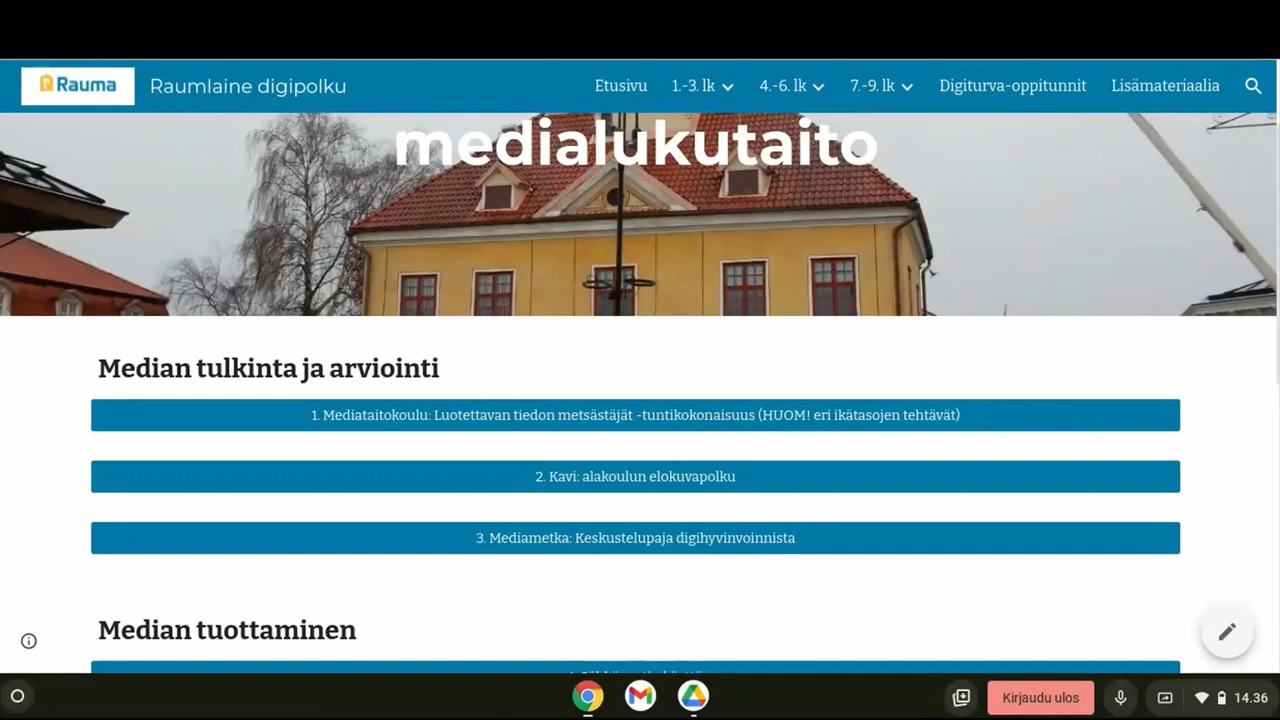 Rauma
Raumlaine digipolku
Etusivu
1.-3. lk
4.-6. lk
7.-9. lk
Digiturva-oppitunnit
Lisämateriaalia
medialukutaito
Median tulkinta ja arviointi
1. Mediataitokoulu: Luotettavan tiedon metsästäjät -tuntikokonaisuus (HUOM! eri ikätasojen tehtävät)
2. Kavi: alakoulun elokuvapolku
3. Mediametka: Keskustelupaja digihyvinvoinnista
Median tuottaminen
Kirjaudu ulos
14.36